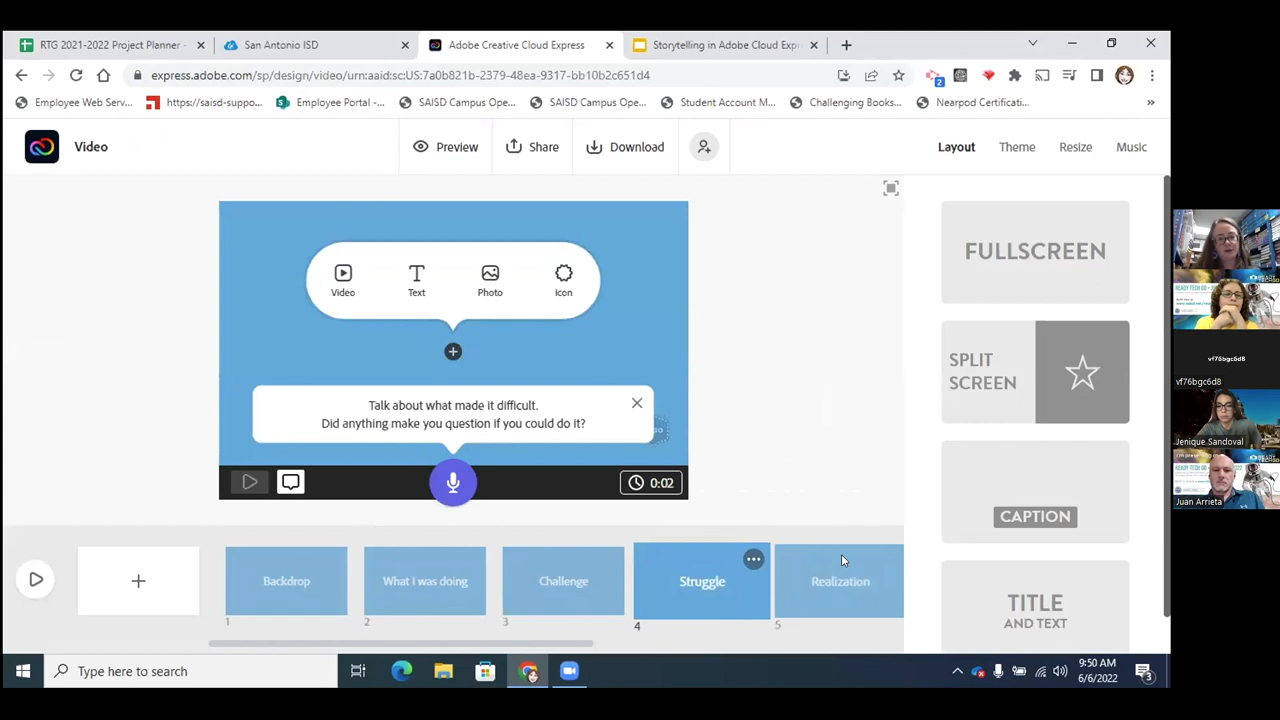 RTG 2021-2022 Project Planner -
San Antonio ISD
Adobe Creative Cloud Express
Storytelling in Adobe Cloud Expr
express.adobe.com/sp/design/video/urn:aaid:sc:US:7a0b821b-2379-48ea-9317-bb10b2c651d4
2
Employee Web Serv...
https://saisd-suppo...
Employee Portal -...
SAISD Campus Ope...
SAISD Campus Ope...
Student Account M...
Challenging Books...
Nearpod Certificati...
»
Video
Preview
Share
Download
Layout
Theme
Resize
Music
Video
Text
Photo
Icon
Talk about what made it difficult.
Did anything make you question if you could do it?
0:02
FULLSCREEN
SPLIT
SCREEN
CAPTION
TITLE
AND TEXT
Backdrop
What I was doing
Challenge
Struggle
Realization
1
2
3
4
5
vf76bgc6d8
vf76bgc6d8
Jenique Sandoval
Juan Arrieta
Type here to search
9:50 AM
6/6/2022
3